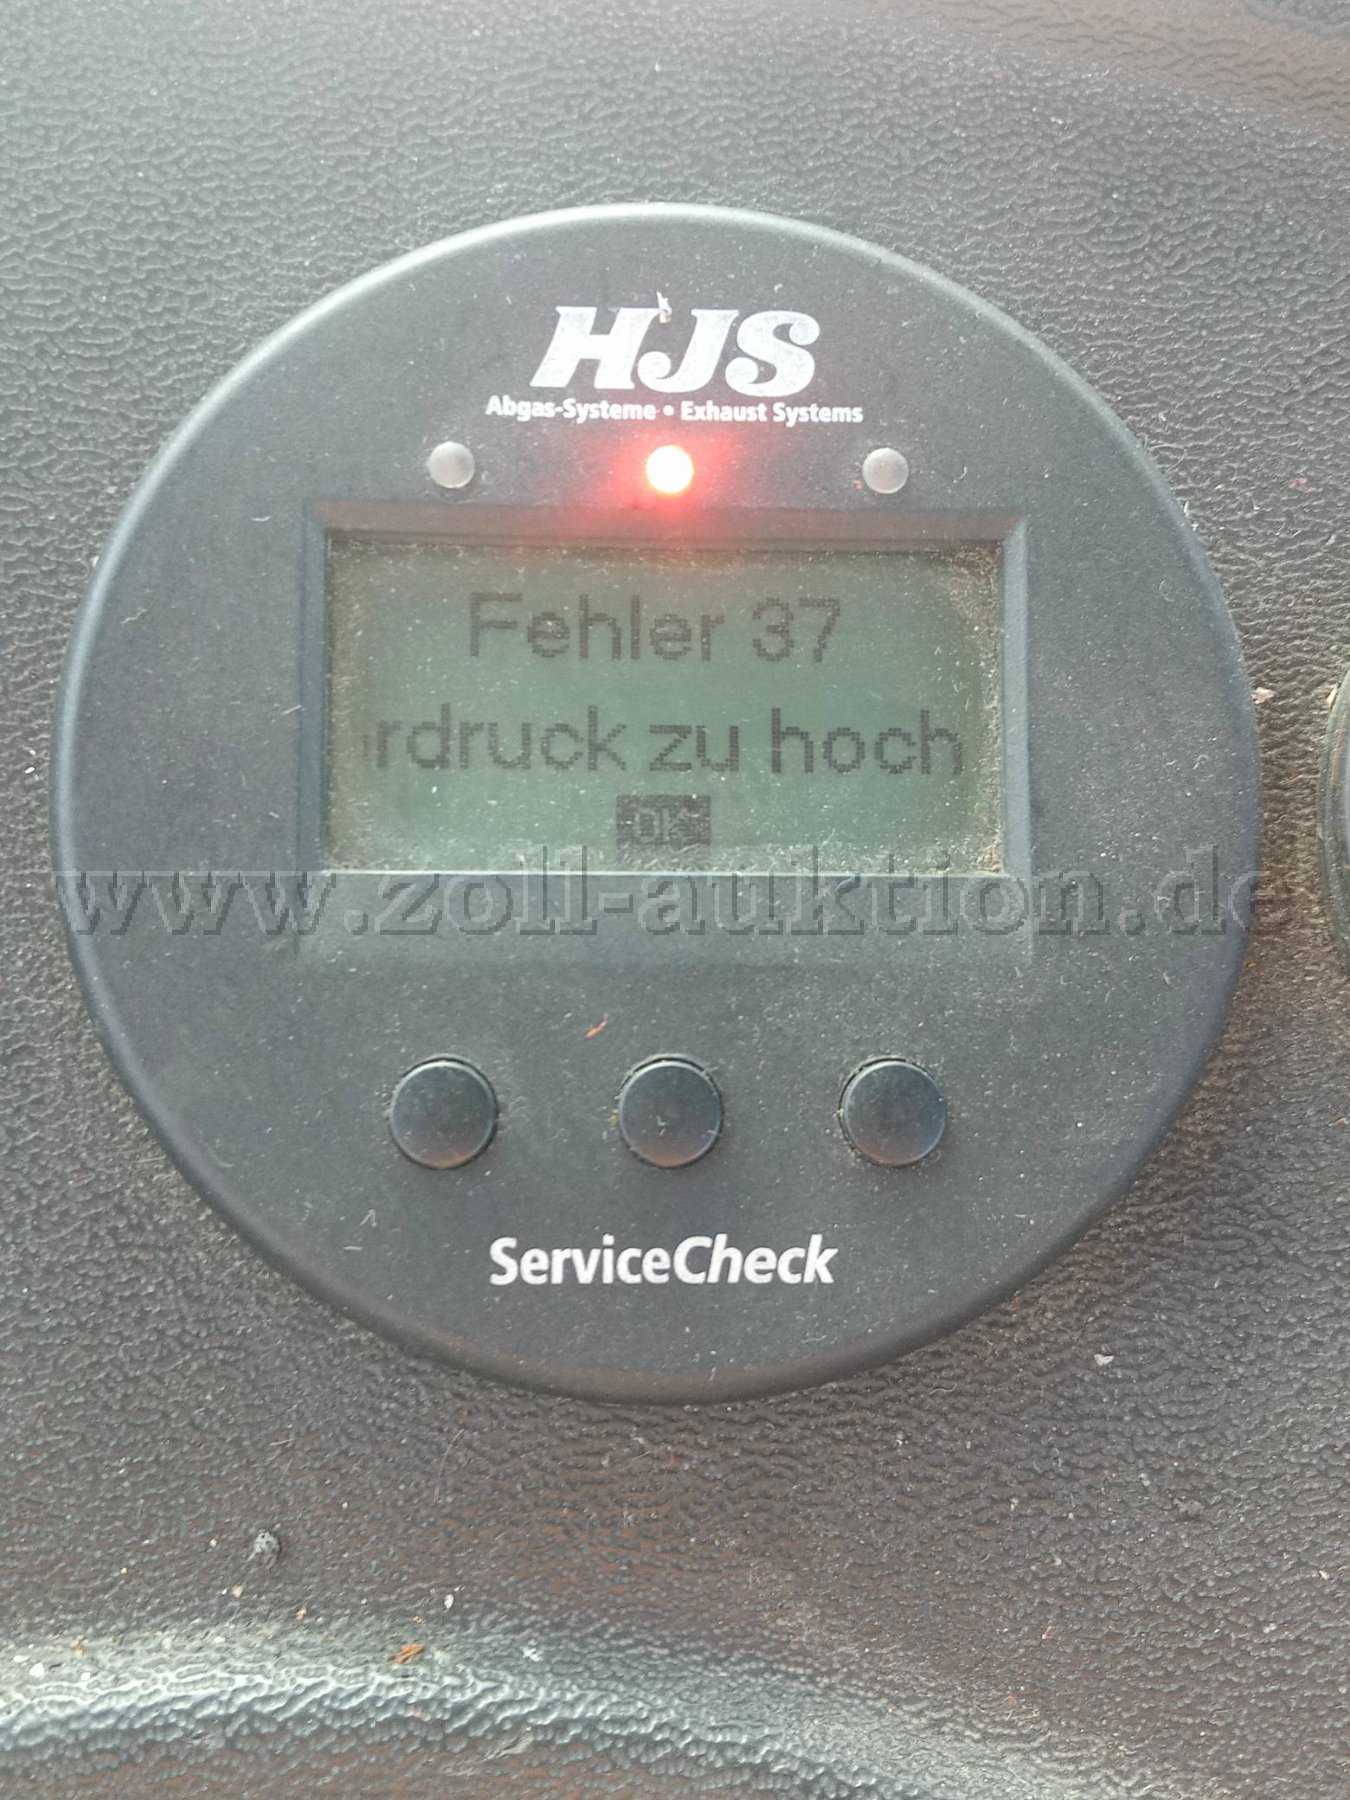 HJS
Abgas-Systeme • Exhaust Systems
Fehler 37
rdruck zu hoch
OK
www.zoll-auktion.de
ServiceCheck